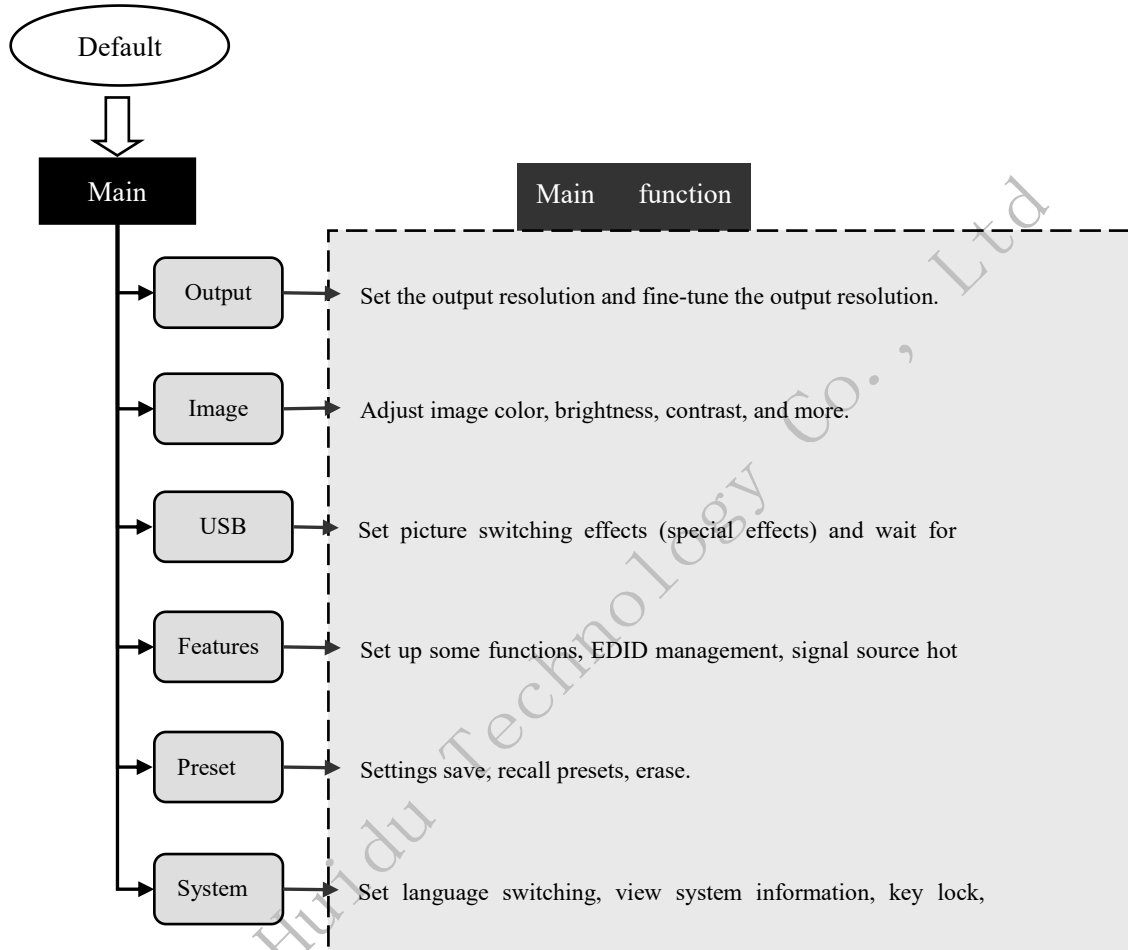 Default
Main
Main function
Output
Set the output resolution and fine-tune the output resolution.
Image
Adjust image color, brightness, contrast, and more.
USB
Set picture switching effects (special effects) and wait for
Features
Set up some functions, EDID management, signal source hot
Preset
Settings save, recall presets, erase.
System
Set language switching, view system information, key lock,
Huidu Technology Co., Ltd